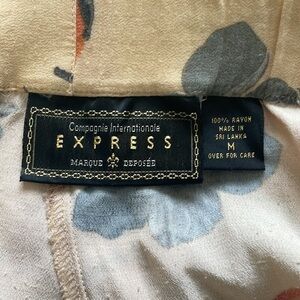 Compagnie Internationale
EXPRESS
MARQUE DEPOSÉE
100% RAYON
MADE IN
SRI LANKA
M
OVER FOR CARE